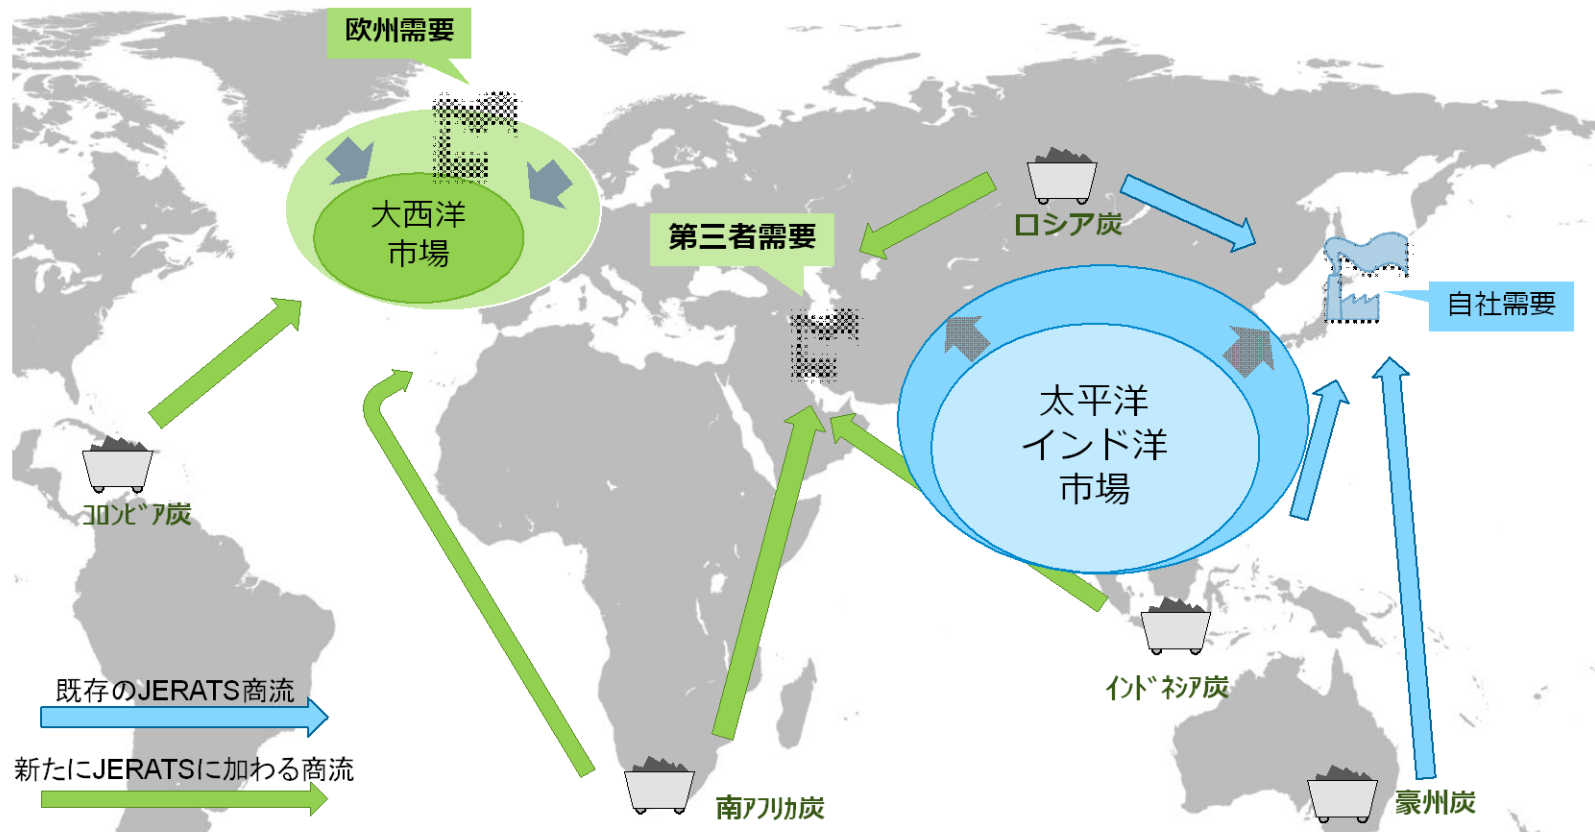 欧州需要
大西洋
市場
第三者需要
ロシア炭
自社需要
太平洋
インド洋
市場
ｺﾛﾝﾋﾞｱ炭
ｲﾝﾄﾞﾈｼｱ炭
既存のJERATS商流
新たにJERATSに加わる商流
南ｱﾌﾘｶ炭
豪州炭